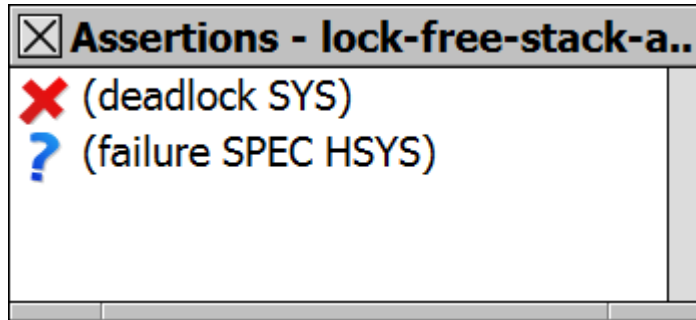 Assertions - lock-free-stack-a..
(deadlock SYS)
(failure SPEC HSYS)